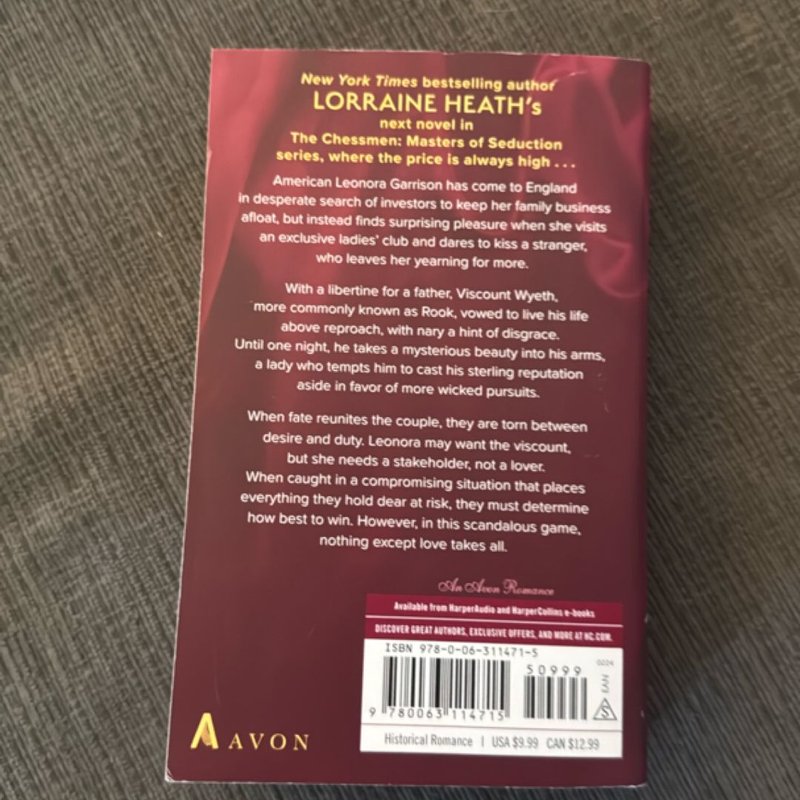 New York Times bestselling author
LORRAINE HEATH's
next novel in
The Chessmen: Masters of Seduction
series, where the price is always high . . .
American Leonora Garrison has come to England
in desperate search of investors to keep her family business
afloat, but instead finds surprising pleasure when she visits
an exclusive ladies' club and dares to kiss a stranger,
who leaves her yearning for more.
With a libertine for a father, Viscount Wyeth,
more commonly known as Rook, vowed to live his life
above reproach, with nary a hint of disgrace.
Until one night, he takes a mysterious beauty into his arms,
a lady who tempts him to cast his sterling reputation
aside in favor of more wicked pursuits.
When fate reunites the couple, they are torn between
desire and duty. Leonora may want the viscount,
but she needs a stakeholder, not a lover.
When caught in a compromising situation that places
everything they hold dear at risk, they must determine
how best to win. However, in this scandalous game,
nothing except love takes all.
An Avon Romance
Available from HarperAudio and HarperCollins e-books
DISCOVER GREAT AUTHORS, EXCLUSIVE OFFERS, AND MORE AT HC.COM.
ISBN 978-0-06-311471-5
50999
0224
EAN
S
9 780063 114715
Historical Romance | USA $9.99 CAN $12.99
A AVON